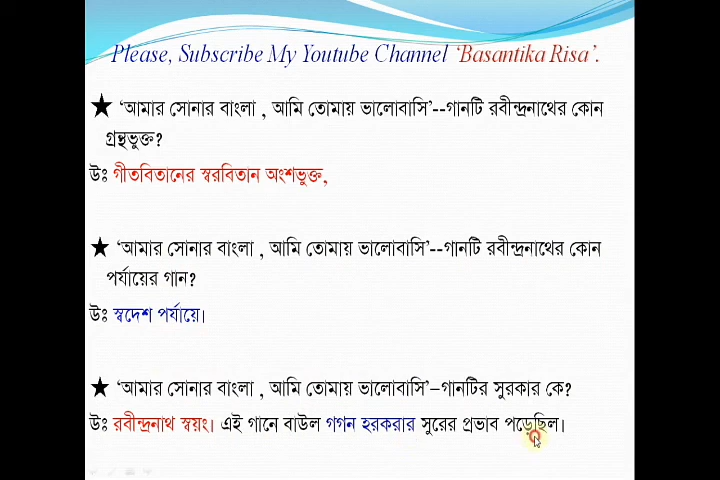 Please, Subscribe My Youtube Channel ‘Basantika Risa’.
★ ‘আমার সোনার বাংলা , আমি তোমায় ভালোবাসি’--গানটি রবীন্দ্রনাথের কোন
গ্রন্থভুক্ত?
উঃ গীতবিতানের স্বরবিতান অংশভুক্ত,
★ ‘আমার সোনার বাংলা , আমি তোমায় ভালোবাসি’--গানটি রবীন্দ্রনাথের কোন
পর্যায়ের গান?
উঃ স্বদেশ পর্যায়ে।
★ ‘আমার সোনার বাংলা , আমি তোমায় ভালোবাসি’–গানটির সুরকার কে?
উঃ রবীন্দ্রনাথ স্বয়ং। এই গানে বাউল গগন হরকরার সুরের প্রভাব পড়েছিল।